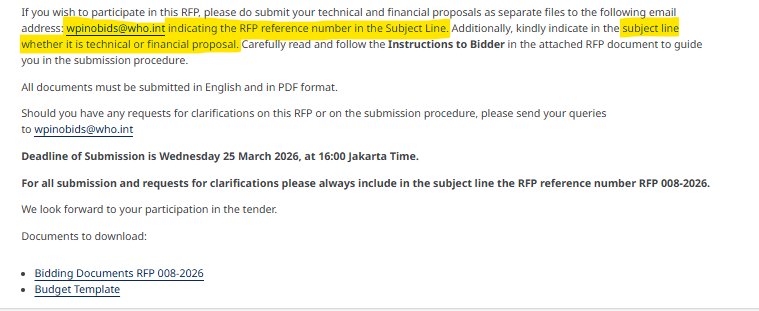 If you wish to participate in this RFP, please do submit your technical and financial proposals as separate files to the following email
address: wpinobids@who.int indicating the RFP reference number in the Subject Line. Additionally, kindly indicate in the subject line
whether it is technical or financial proposal. Carefully read and follow the Instructions to Bidder in the attached RFP document to guide
you in the submission procedure.
All documents must be submitted in English and in PDF format.
Should you have any requests for clarifications on this RFP or on the submission procedure, please send your queries
to wpinobids@who.int
Deadline of Submission is Wednesday 25 March 2026, at 16:00 Jakarta Time.
For all submission and requests for clarifications please always include in the subject line the RFP reference number RFP 008-2026.
We look forward to your participation in the tender.
Documents to download:
• Bidding Documents RFP 008-2026
• Budget Template